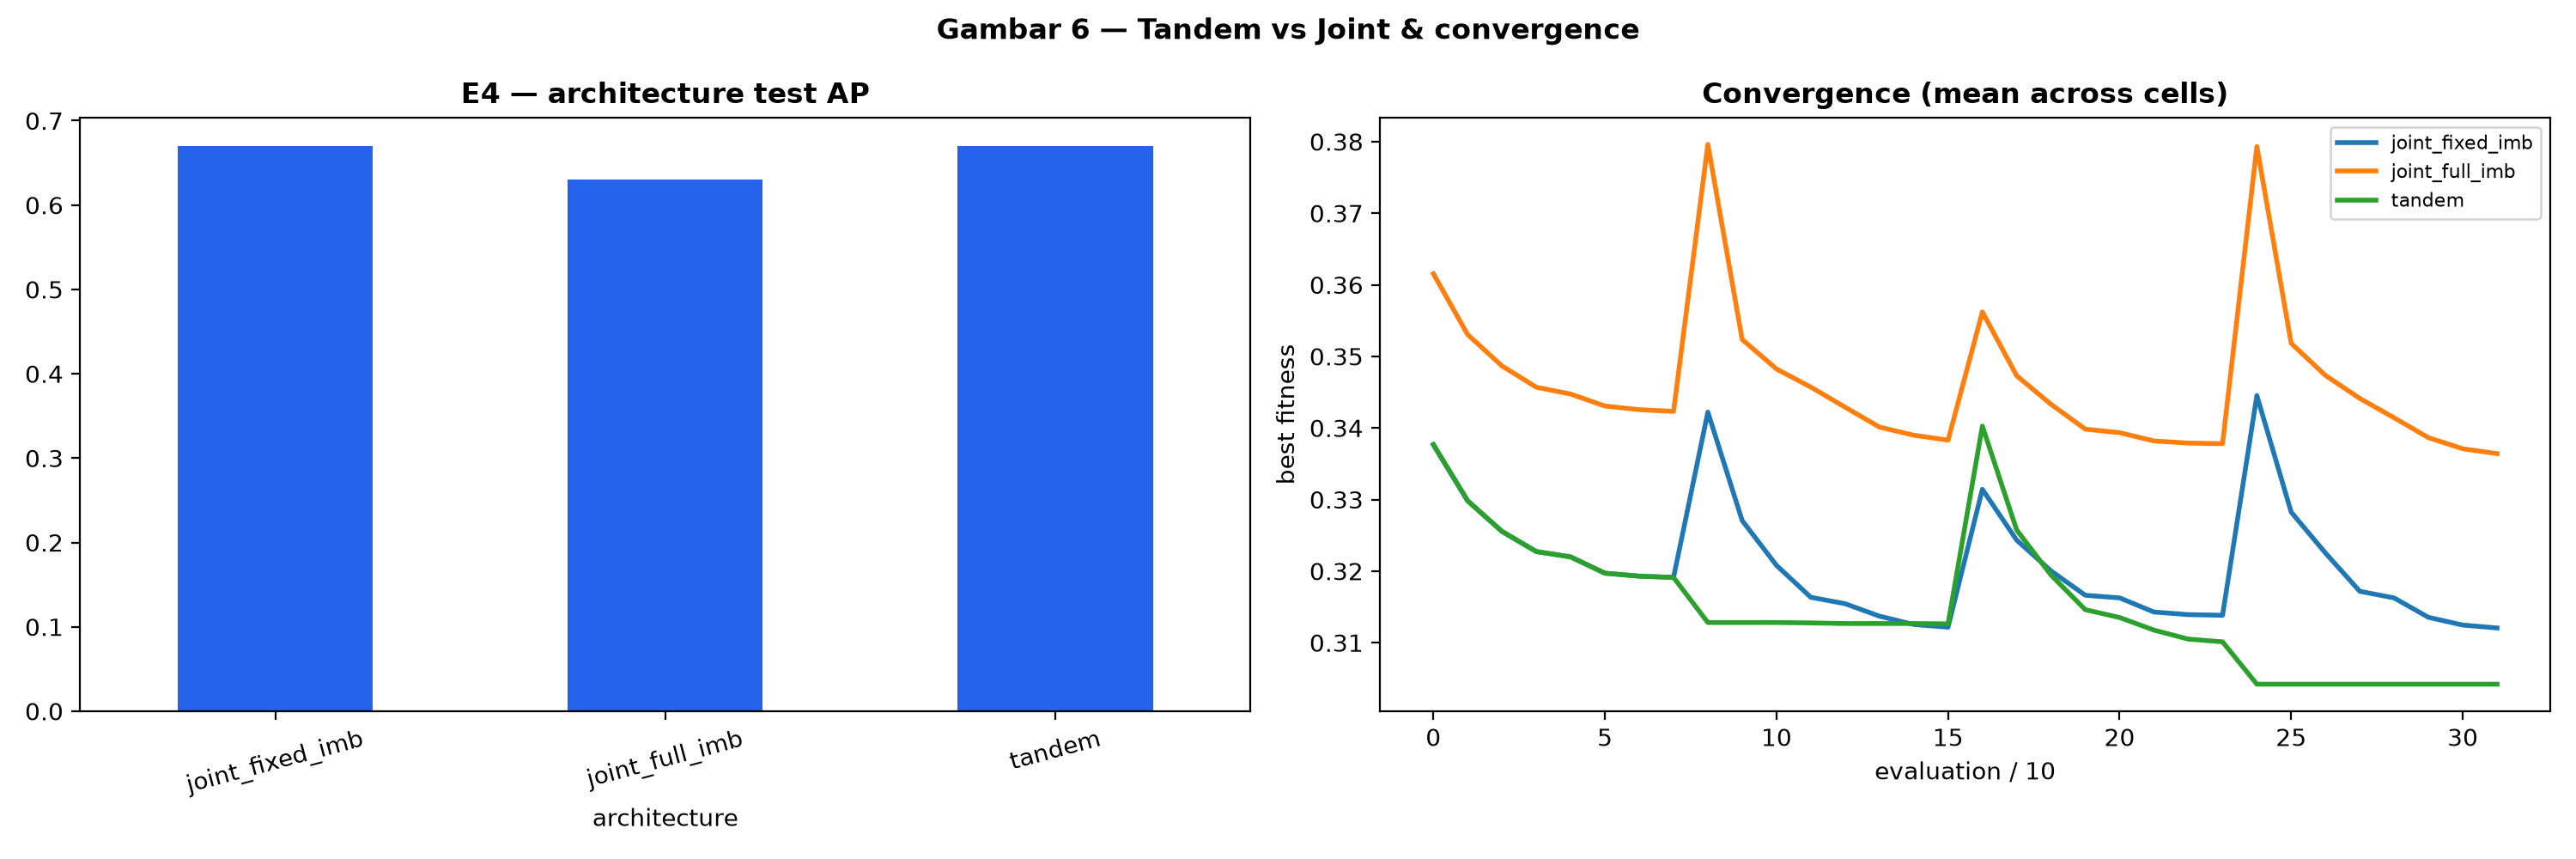 Gambar 6 — Tandem vs Joint & convergence
E4 — architecture test AP
0.7
0.6
0.5
0.4
0.3
0.2
0.1
0.0
joint_fixed_imb
joint_full_imb
tandem
architecture
Convergence (mean across cells)
best fitness
0.38
0.37
0.36
0.35
0.34
0.33
0.32
0.31
joint_fixed_imb
joint_full_imb
tandem
0 5 10 15 20 25 30
evaluation / 10